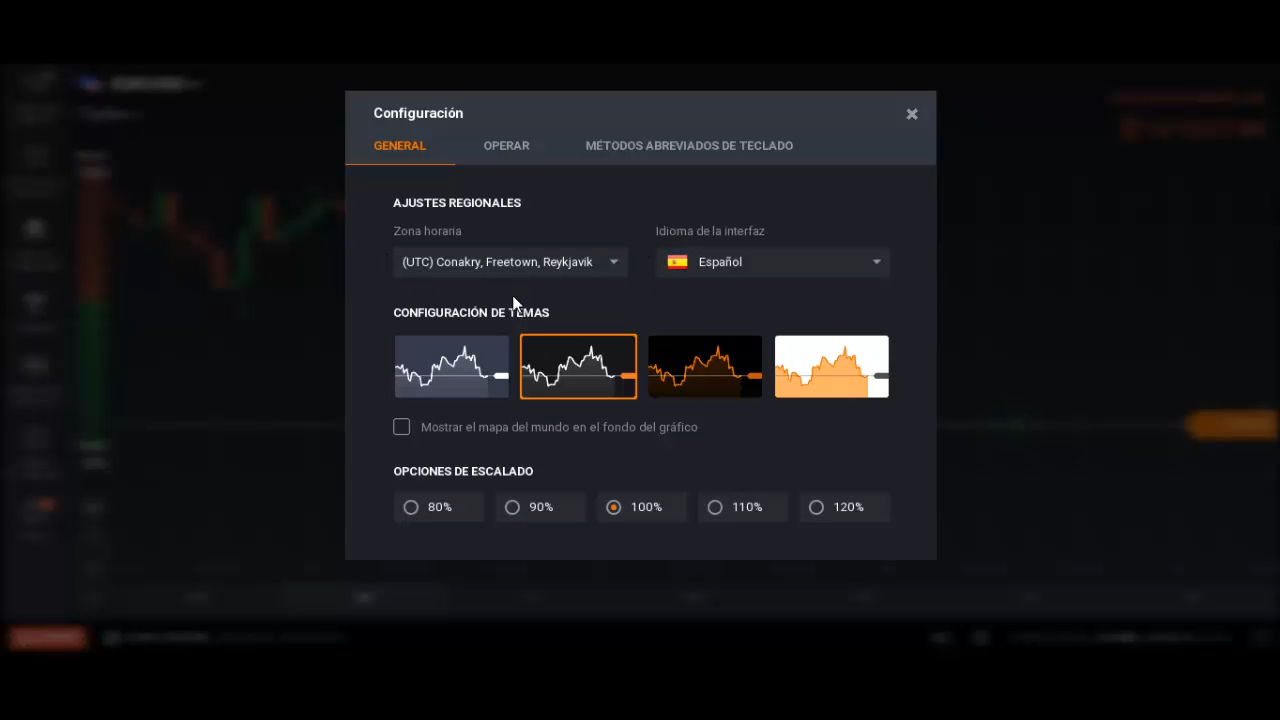 Configuración
GENERAL OPERAR MÉTODOS ABREVIADOS DE TECLADO
AJUSTES REGIONALES
Zona horaria Idioma de la interfaz
(UTC) Conakry, Freetown, Reykjavik Español
CONFIGURACIÓN DE TEMAS
Mostrar el mapa del mundo en el fondo del gráfico
OPCIONES DE ESCALADO
80% 90% 100% 110% 120%